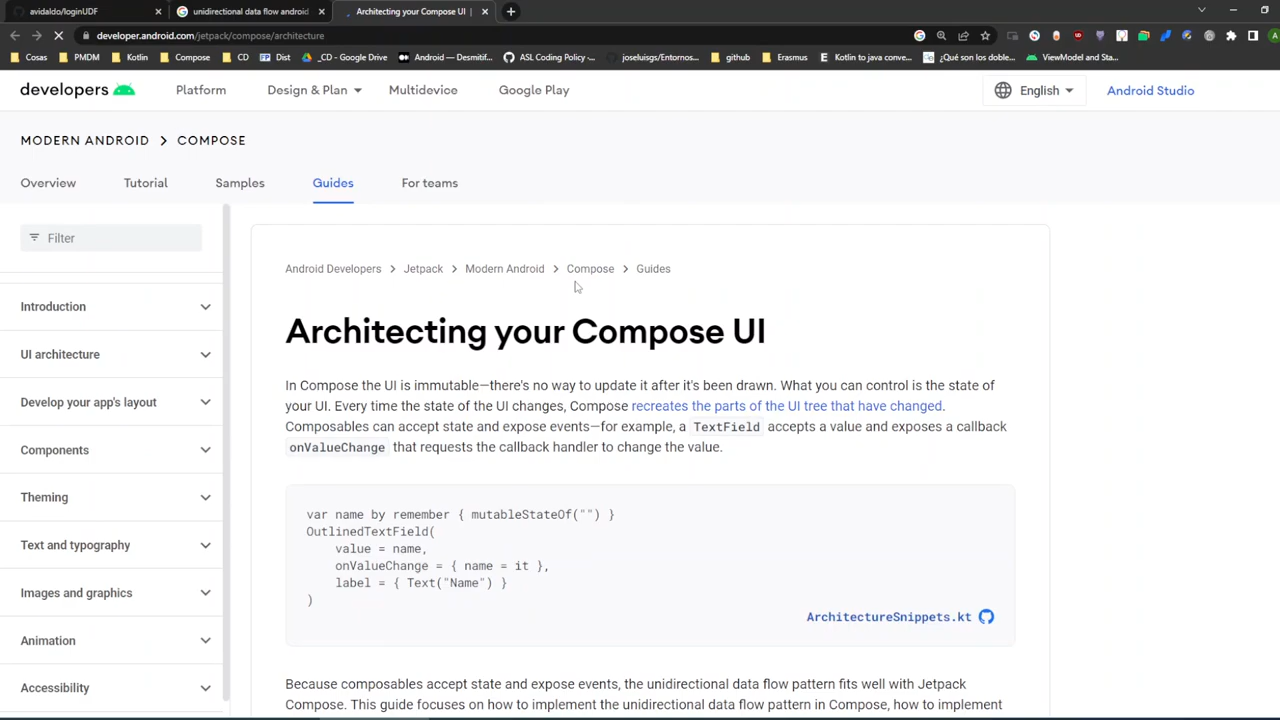 avidaldo/loginUDF
unidirectional data flow android
Architecting your Compose UI |
developer.android.com/jetpack/compose/architecture
Cosas
PMDM
Kotlin
Compose
CD
Dist
_CD - Google Drive
Android — Desmitif...
ASL Coding Policy -...
joseluisgs/Entornos...
github
Erasmus
Kotlin to java conve...
¿Qué son los doble...
ViewModel and Sta...
developers
Platform
Design & Plan
Multidevice
Google Play
English
Android Studio
MODERN ANDROID > COMPOSE
Overview
Tutorial
Samples
Guides
For teams
Filter
Introduction
UI architecture
Develop your app's layout
Components
Theming
Text and typography
Images and graphics
Animation
Accessibility
Android Developers > Jetpack > Modern Android > Compose > Guides
Architecting your Compose UI
In Compose the UI is immutable—there's no way to update it after it's been drawn. What you can control is the state of
your UI. Every time the state of the UI changes, Compose recreates the parts of the UI tree that have changed.
Composables can accept state and expose events—for example, a TextField accepts a value and exposes a callback
onValueChange that requests the callback handler to change the value.
var name by remember { mutableStateOf("") }
OutlinedTextField(
    value = name,
    onValueChange = { name = it },
    label = { Text("Name") }
)
ArchitectureSnippets.kt
Because composables accept state and expose events, the unidirectional data flow pattern fits well with Jetpack
Compose. This guide focuses on how to implement the unidirectional data flow pattern in Compose, how to implement